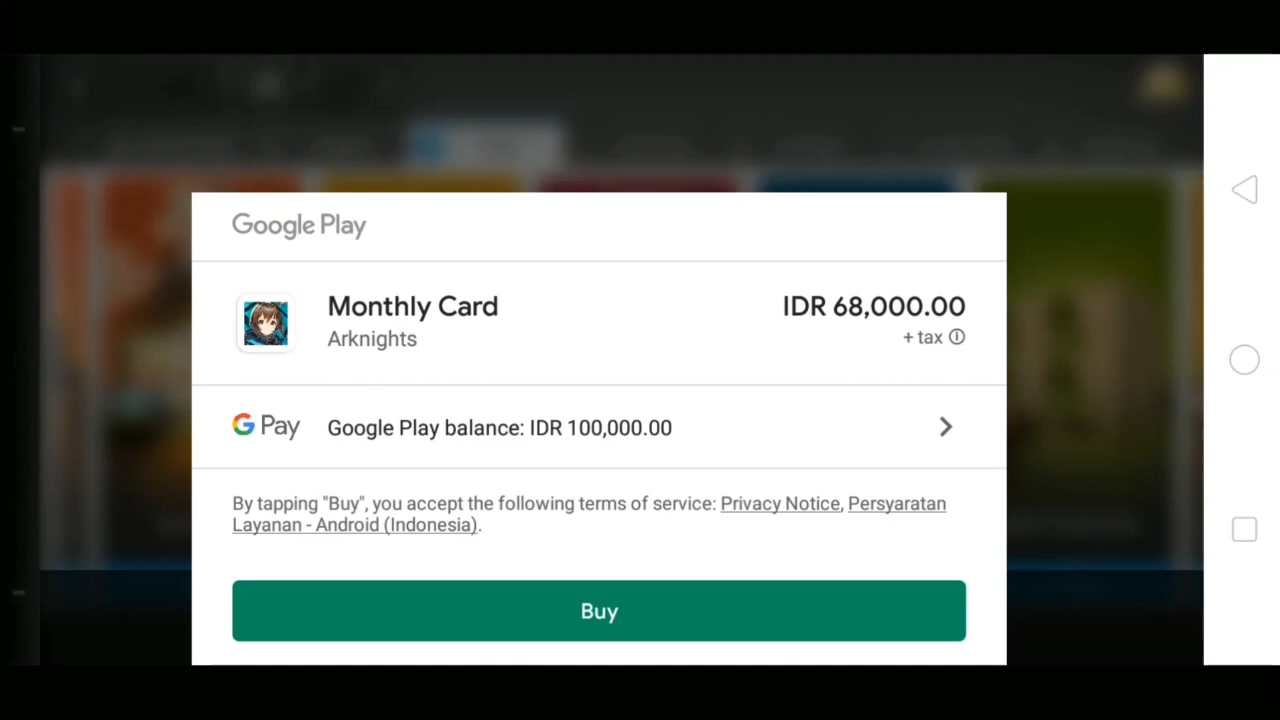 Google Play
Monthly Card
IDR 68,000.00
Arknights
+ tax
G Pay
Google Play balance: IDR 100,000.00
By tapping "Buy", you accept the following terms of service: Privacy Notice, Persyaratan
Layanan - Android (Indonesia).
Buy